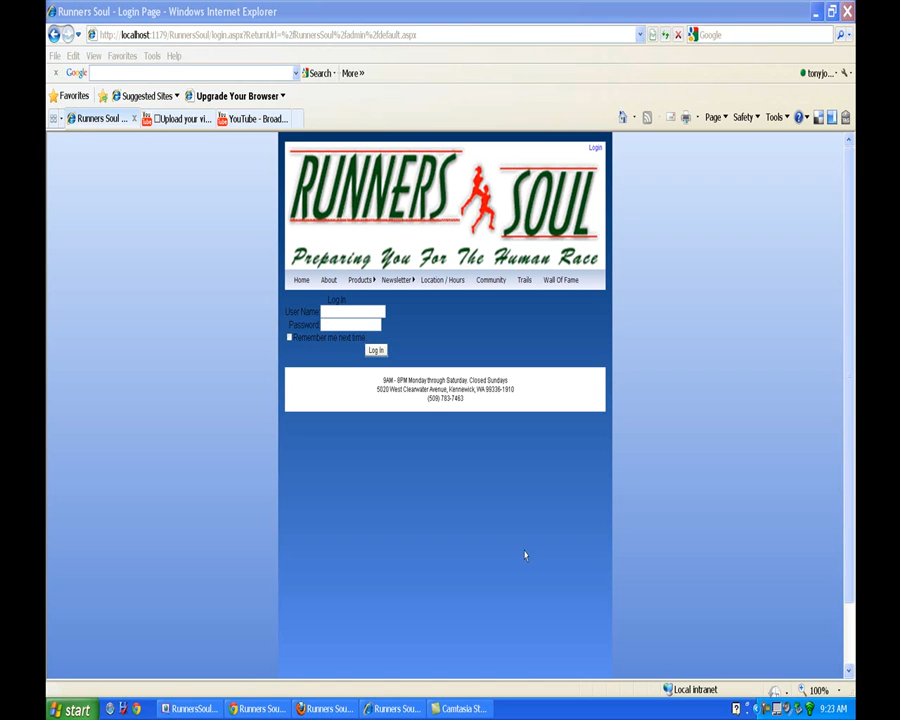 Runners Soul - Login Page - Windows Internet Explorer
http://localhost:1179/RunnersSoul/login.aspx?ReturnUrl=%2fRunnersSoul%2fadmin%2fdefault.aspx
Google
File Edit View Favorites Tools Help
x Google Search More » tonyjo...
Favorites Suggested Sites Upgrade Your Browser
Runners Soul ... x Upload your vi... YouTube - Broad... Page Safety Tools
Login
RUNNERS SOUL
Preparing You For The Human Race
Home About Products Newsletter Location / Hours Community Trails Wall Of Fame
Log In
User Name:
Password:
Remember me next time.
Log In
9AM - 8PM Monday through Saturday. Closed Sundays
5020 West Clearwater Avenue, Kennewick, WA 99336-1910
(509) 783-7463
Local intranet 100%
start RunnersSoul... Runners Sou... Runners Sou... Runners Sou... Camtasia St... 9:23 AM